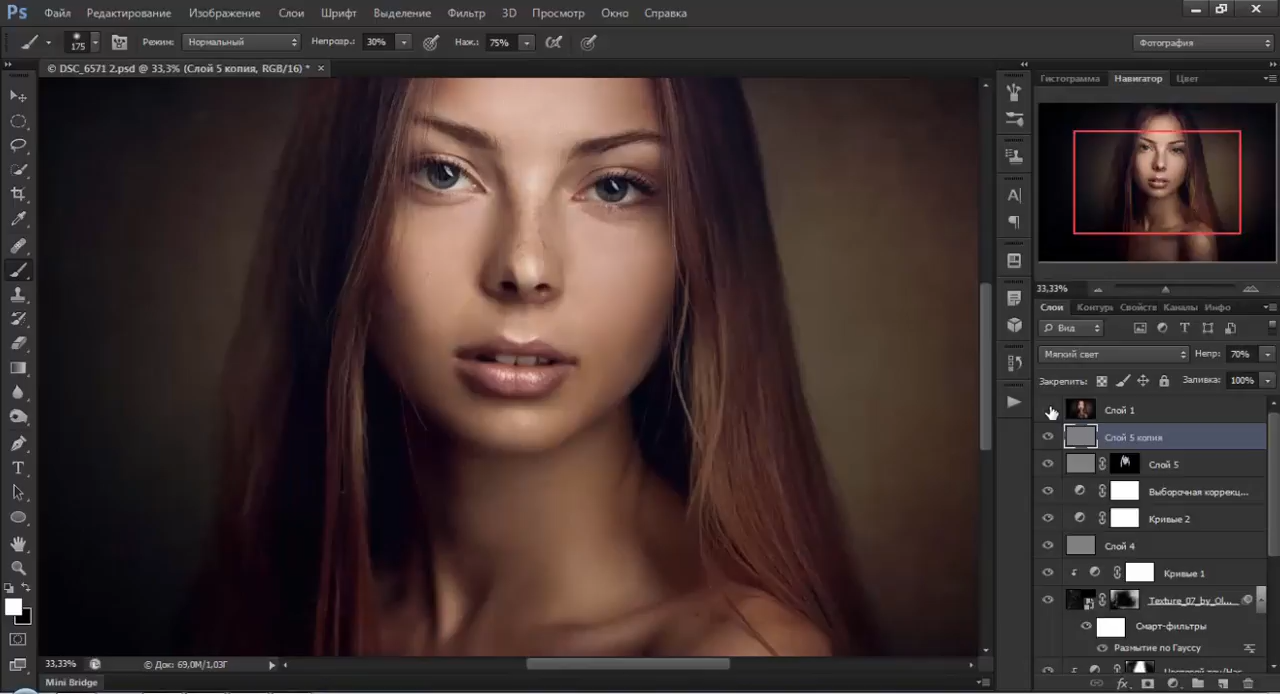 Ps Файл Редактирование Изображение Слои Шрифт Выделение Фильтр 3D Просмотр Окно Справка
175 Режим: Нормальный Непрозр.: 30% Наж.: 75% Фотография
© DSC_6571 2.psd @ 33,3% (Слой 5 копия, RGB/16) * ×
Гистограмма Навигатор Цвет
33,33%
Слои Контуры Свойств Каналы Инфо
Вид
Мягкий свет Непр: 70%
Закрепить: Заливка: 100%
Слой 1
Слой 5 копия
Слой 5
Выборочная коррекц...
Кривые 2
Слой 4
Кривые 1
Texture_07_by_Ol...
Смарт-фильтры
Размытие по Гауссу
33,33% © Док: 69,0M/1,03Г
Mini Bridge